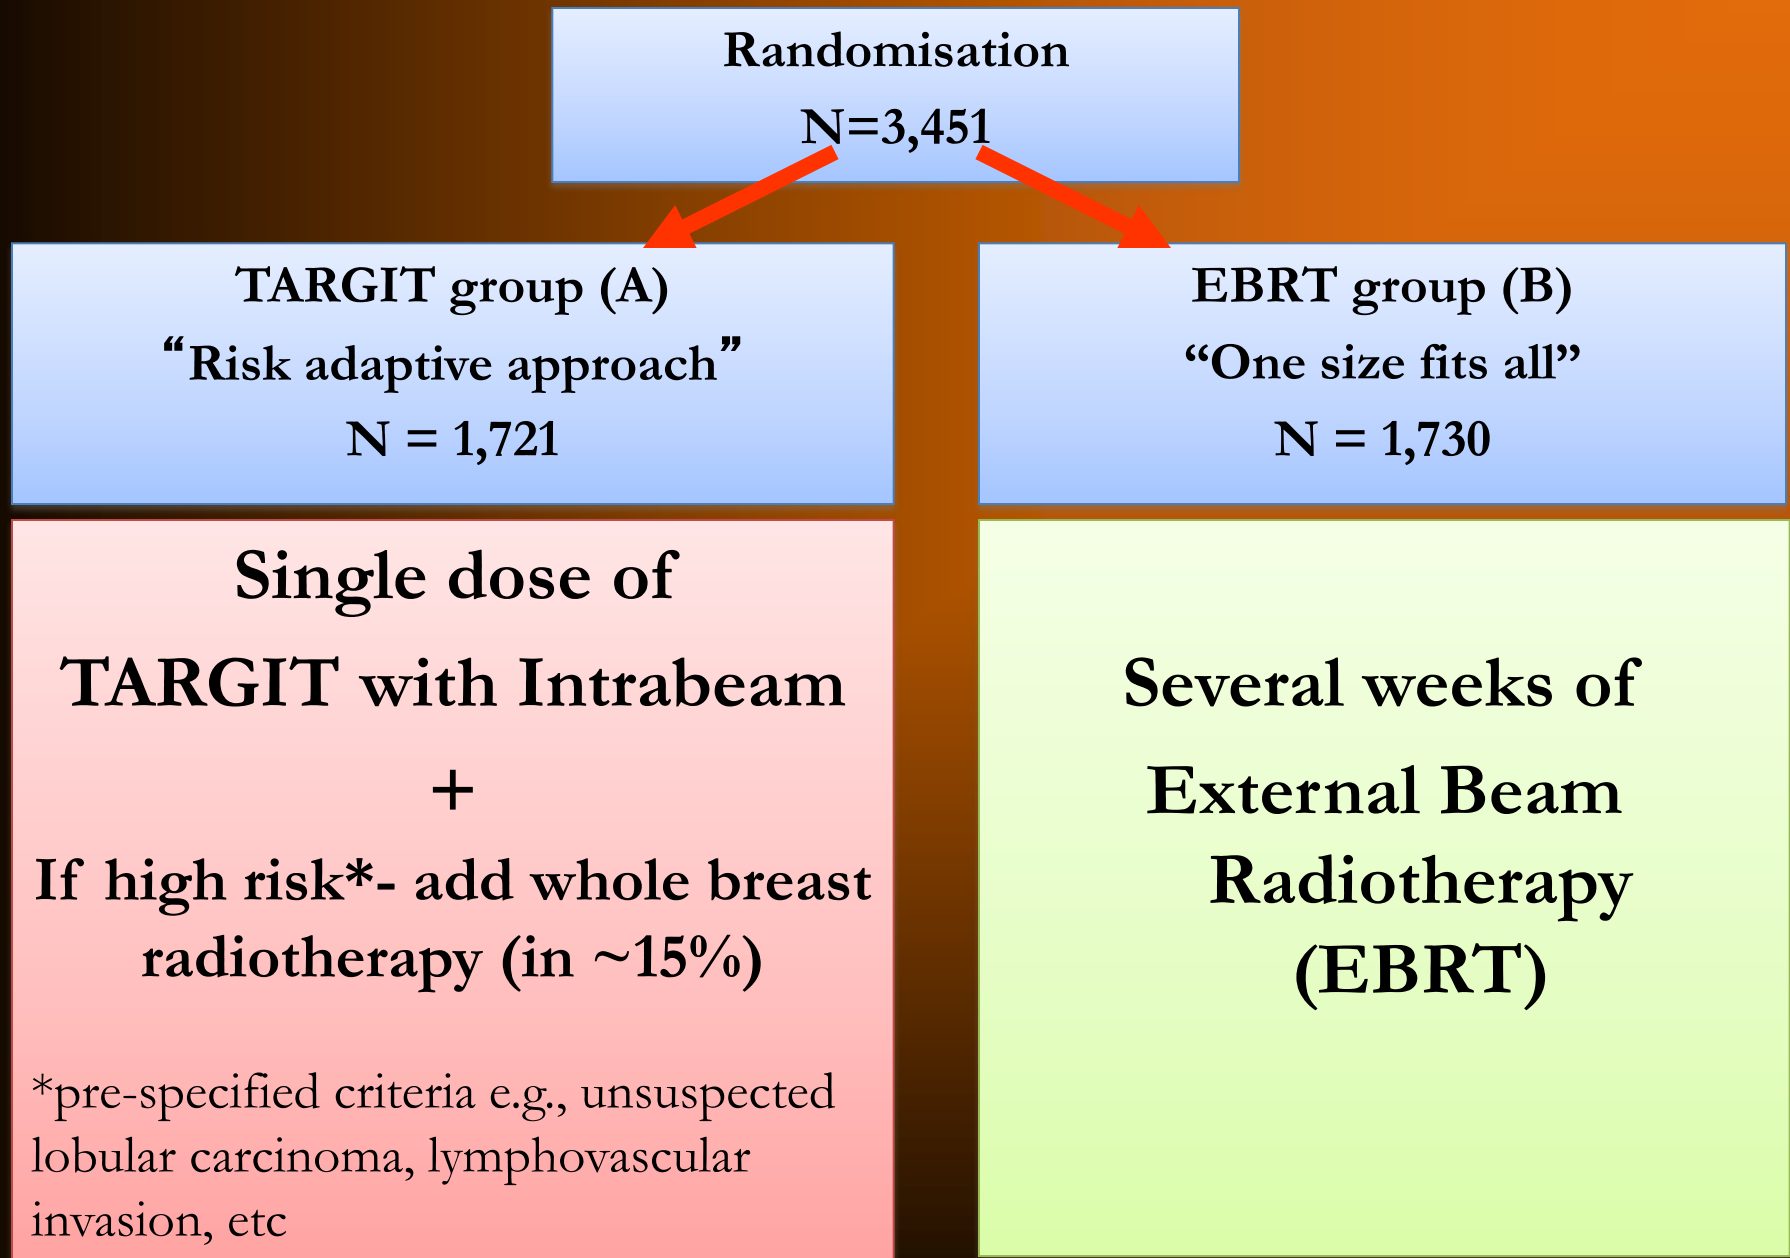 Randomisation
N=3,451
TARGIT group (A)
“Risk adaptive approach”
N = 1,721
EBRT group (B)
“One size fits all”
N = 1,730
Single dose of
TARGIT with Intrabeam
+
If high risk*- add whole breast
radiotherapy (in ~15%)
*pre-specified criteria e.g., unsuspected
lobular carcinoma, lymphovascular
invasion, etc
Several weeks of
External Beam
Radiotherapy
(EBRT)